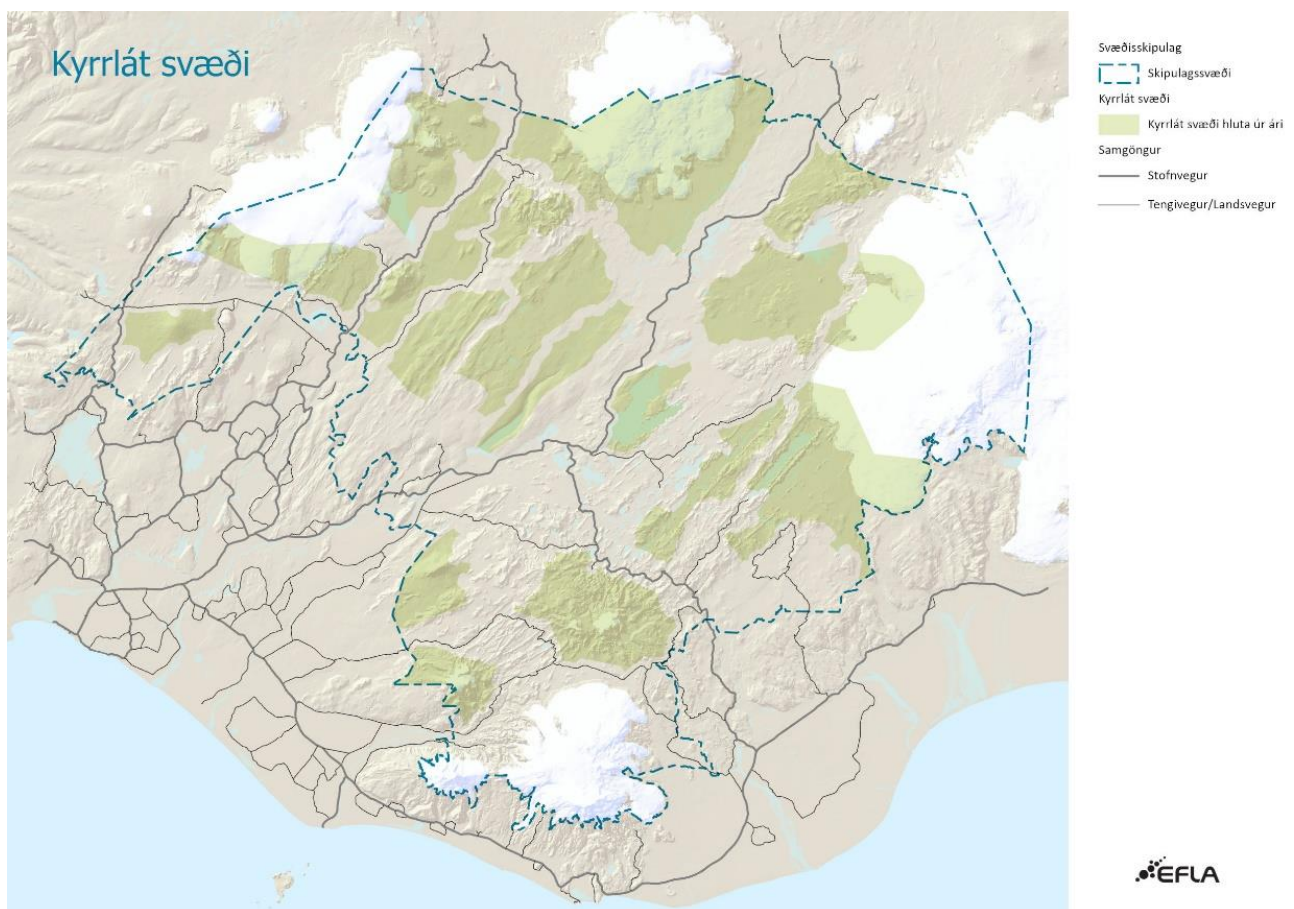 Kyrrlát svæði
Svæðisskipulag
Skipulagssvæði
Kyrrlát svæði
Kyrrlát svæði hluta úr ári
Samgöngur
Stofnvegur
Tengivegur/Landsvegur
EFLA